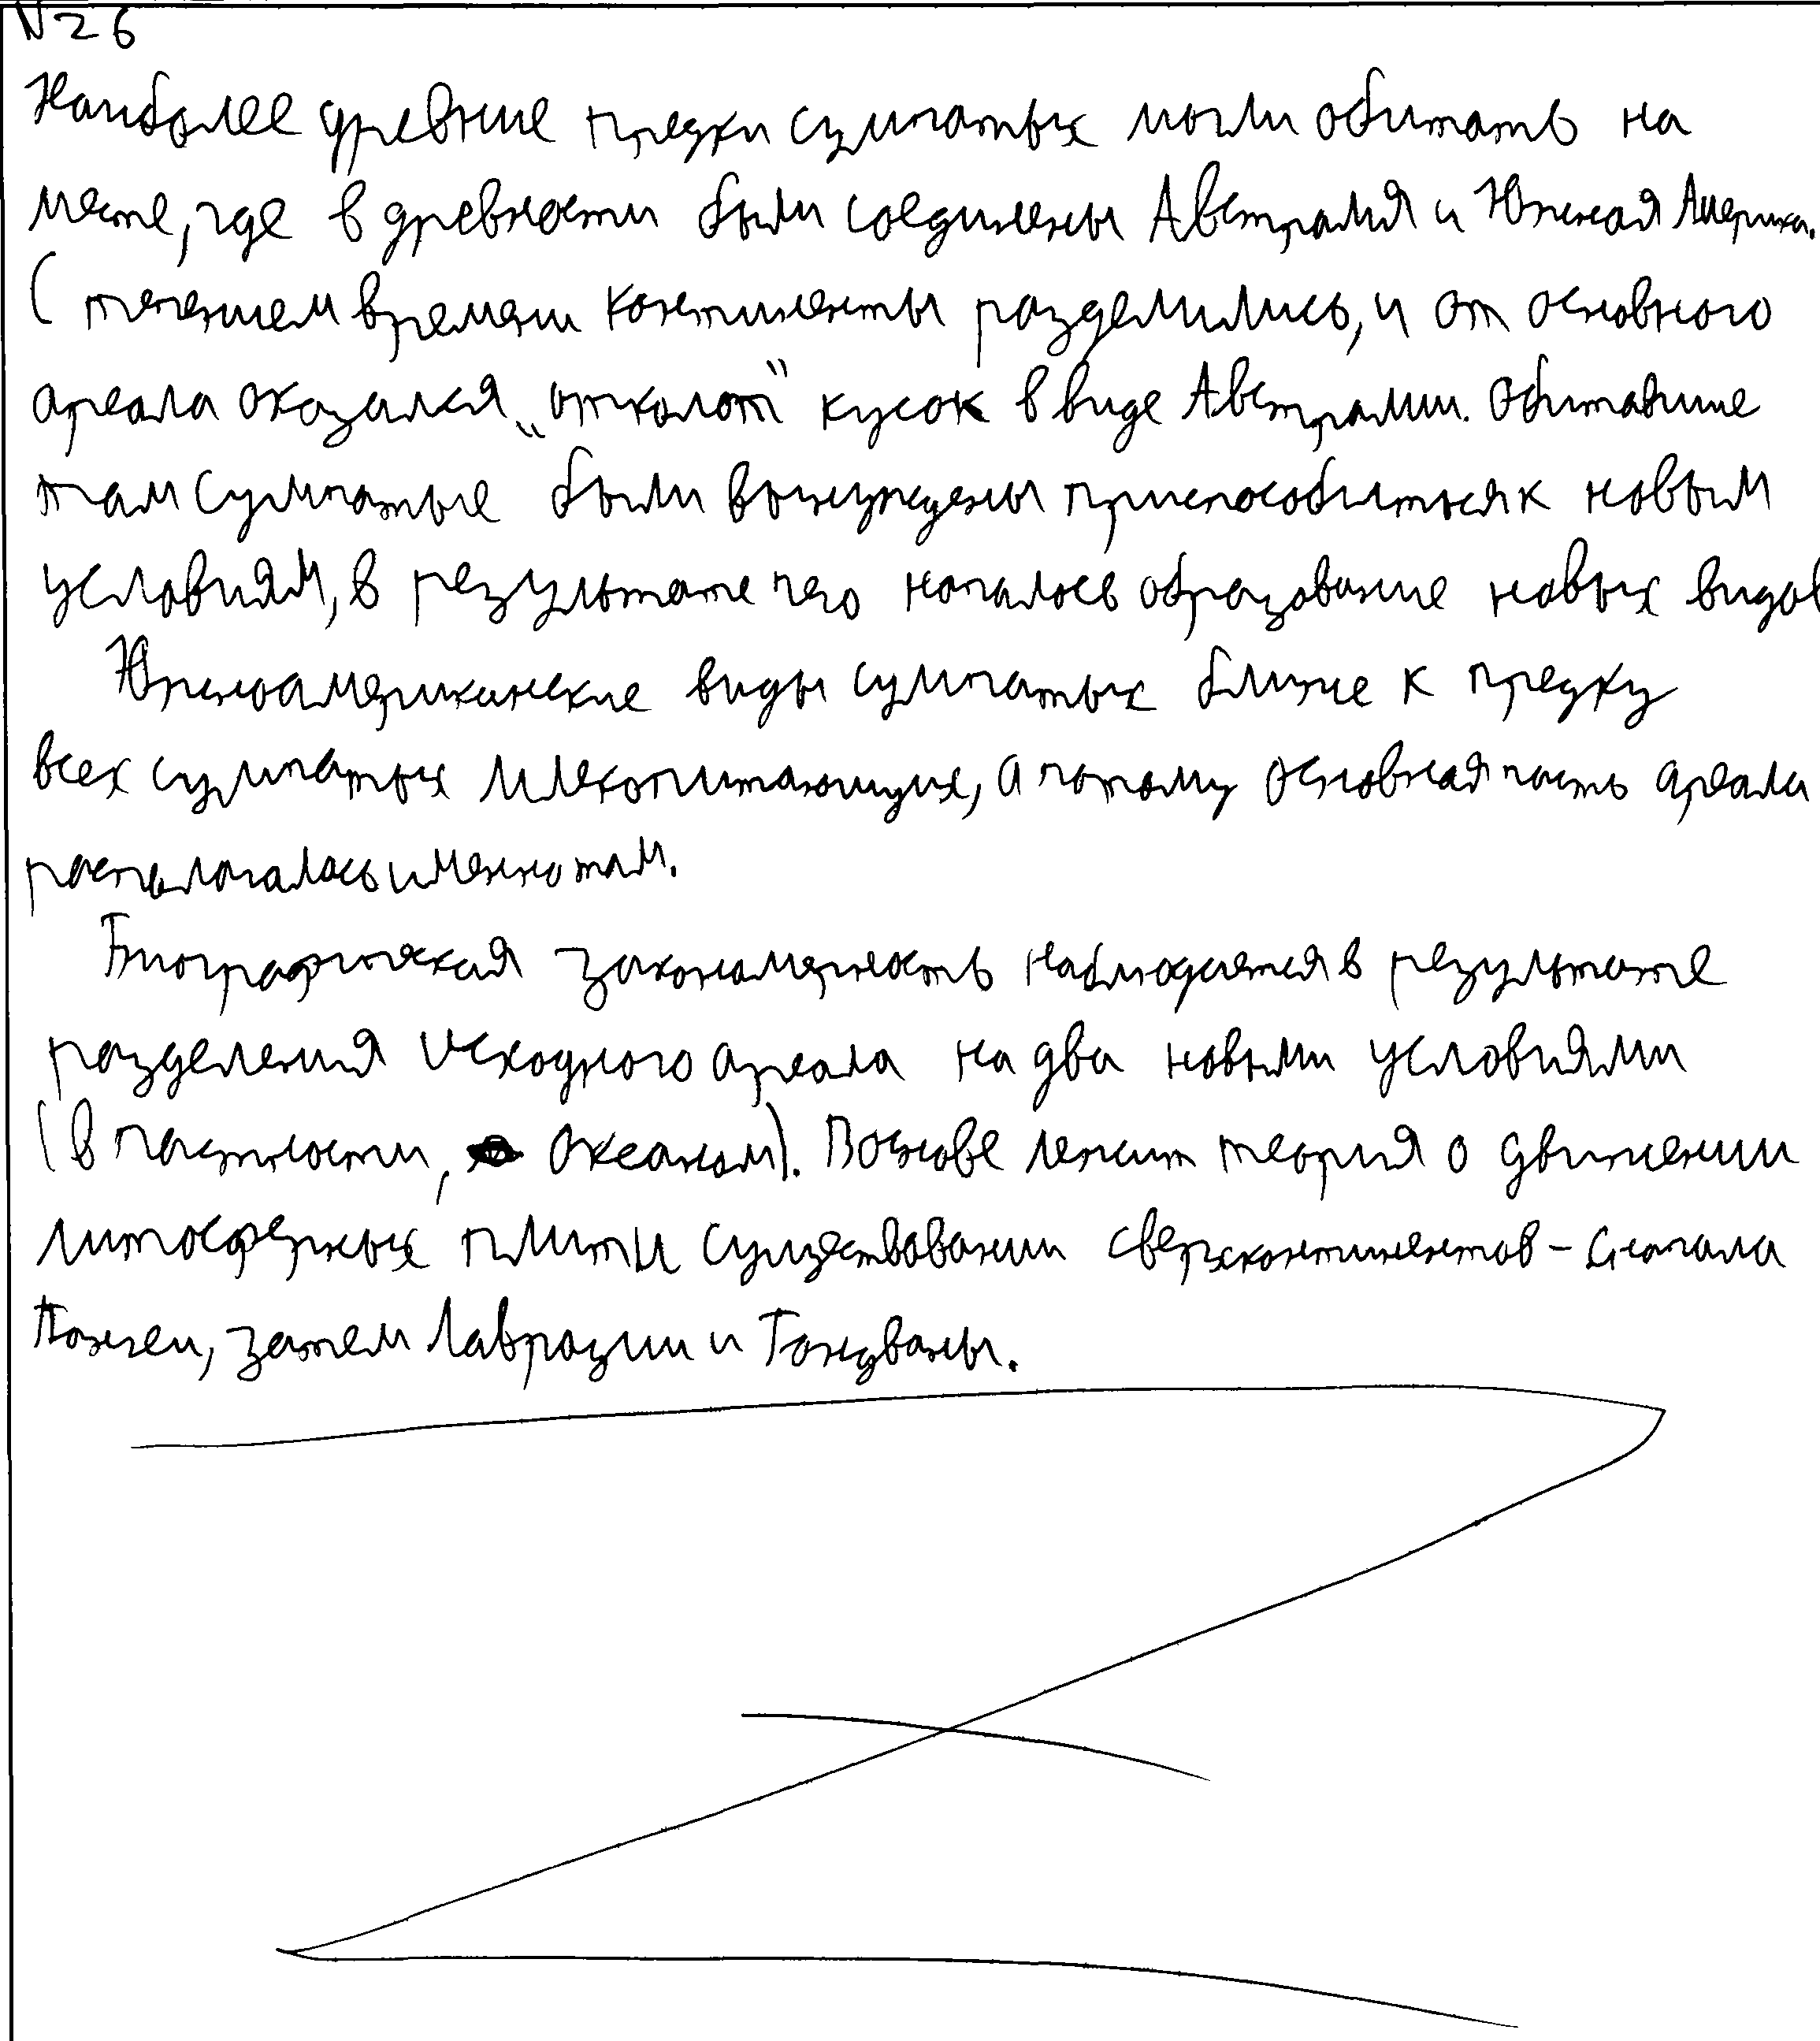 N26
Наиболее древние предки сумчатых могли обитать на
месте, где в древности были соединены Австралия и Южная Америка.
С течением времени континенты разделились, и от основного
ареала оказался „отколот" кусок в виде Австралии. Обитавшие
там сумчатые были вынуждены приспособиться к новым
условиям, в результате чего началось образование новых видов
Южноамериканские виды сумчатых ближе к предку
всех сумчатых млекопитающих, а потому основная часть ареала
располагалась именно там.
Биографическая закономерность наблюдается в результате
разделения исходного ареала на два новыми условиями
(в частности, океаном). В основе лежит теория о движении
литосферных плит и существовании сверхконтинентов – сначала
Пангеи, затем Лавразии и Гондваны.